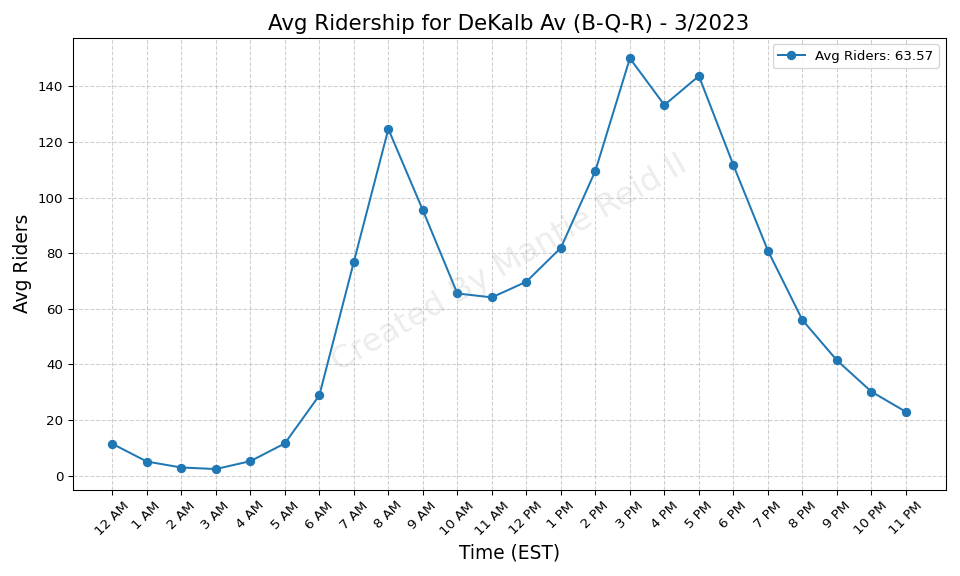 Avg Ridership for DeKalb Av (B-Q-R) - 3/2023
Avg Riders: 63.57
140
120
100
80
60
40
20
0
Avg Riders
Created By Mantie Reid II
12 AM
1 AM
2 AM
3 AM
4 AM
5 AM
6 AM
7 AM
8 AM
9 AM
10 AM
11 AM
12 PM
1 PM
2 PM
3 PM
4 PM
5 PM
6 PM
7 PM
8 PM
9 PM
10 PM
11 PM
Time (EST)